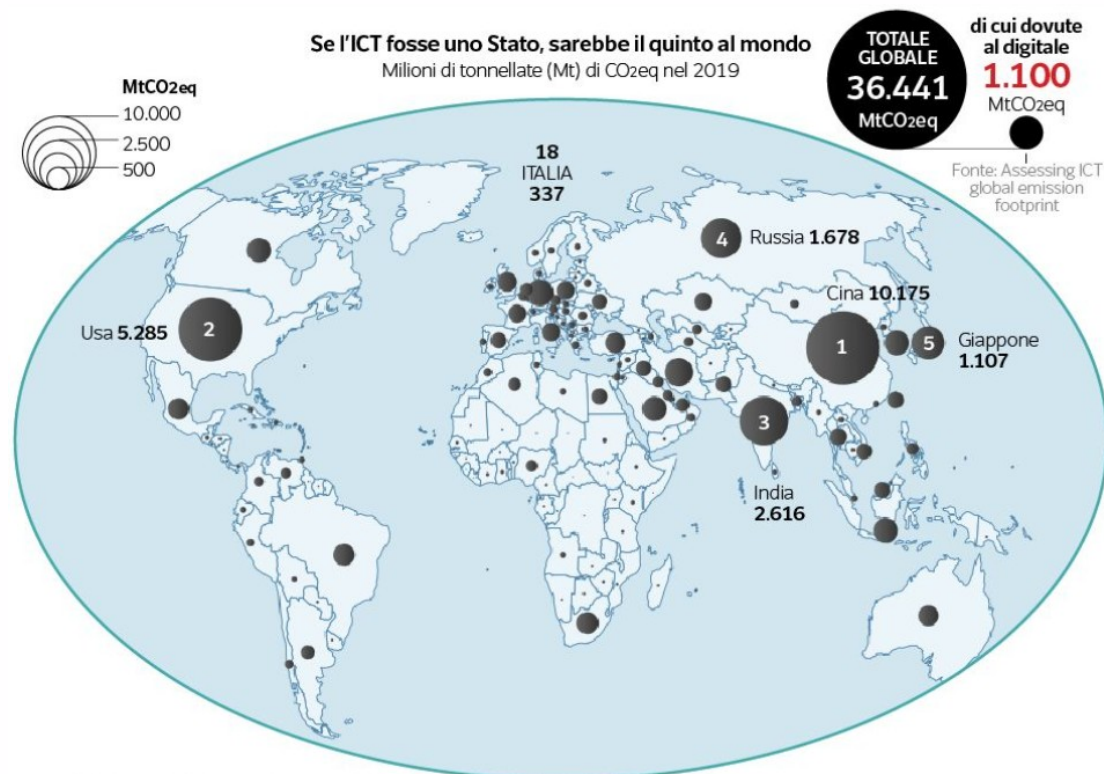 Se l'ICT fosse uno Stato, sarebbe il quinto al mondo
Milioni di tonnellate (Mt) di CO2eq nel 2019
TOTALE
GLOBALE
36.441
MtCO2eq
di cui dovute
al digitale
1.100
MtCO2eq
Fonte: Assessing ICT
global emission
footprint
MtCO2eq
10.000
2.500
500
18
ITALIA
337
4
Russia 1.678
Cina 10.175
Usa 5.285
2
1
5
Giappone
1.107
3
India
2.616